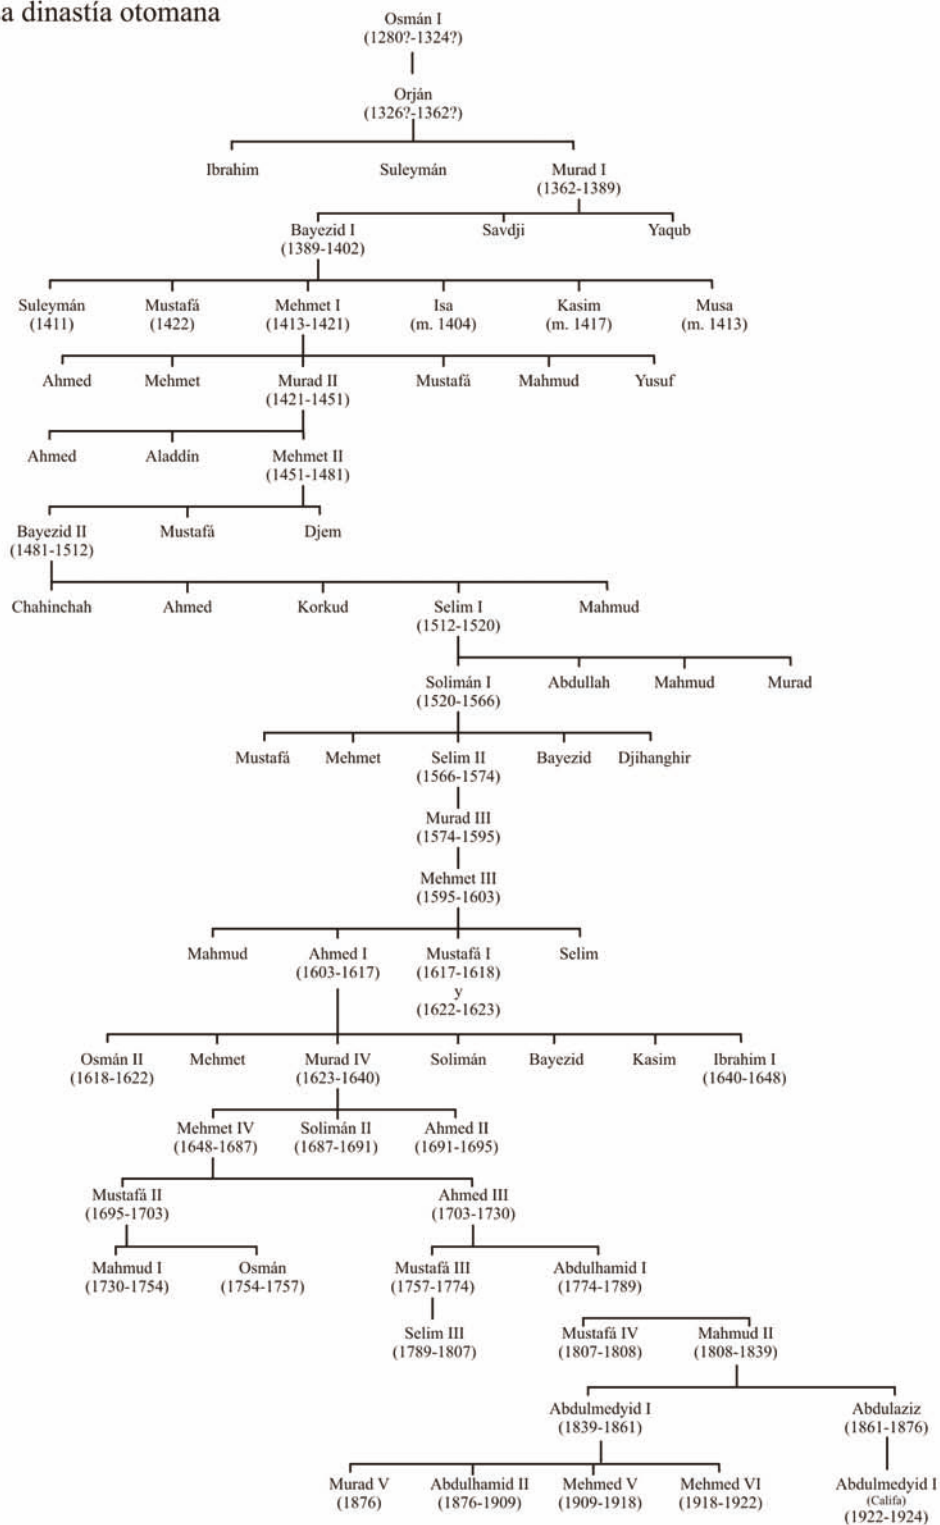 a dinastía otomana
Osmán I
(1280?-1324?)
Orján
(1326?-1362?)
Ibrahim Suleymán Murad I
(1362-1389)
Bayezid I Savdji Yaqub
(1389-1402)
Suleymán Mustafá Mehmet I Isa Kasim Musa
(1411) (1422) (1413-1421) (m. 1404) (m. 1417) (m. 1413)
Ahmed Mehmet Murad II Mustafá Mahmud Yusuf
(1421-1451)
Ahmed Aladdín Mehmet II
(1451-1481)
Bayezid II Mustafá Djem
(1481-1512)
Chahinchah Ahmed Korkud Selim I Mahmud
(1512-1520)
Solimán I Abdullah Mahmud Murad
(1520-1566)
Mustafá Mehmet Selim II Bayezid Djihanghir
(1566-1574)
Murad III
(1574-1595)
Mehmet III
(1595-1603)
Mahmud Ahmed I Mustafá I Selim
(1603-1617) (1617-1618)
y
(1622-1623)
Osmán II Mehmet Murad IV Solimán Bayezid Kasim Ibrahim I
(1618-1622) (1623-1640) (1640-1648)
Mehmet IV Solimán II Ahmed II
(1648-1687) (1687-1691) (1691-1695)
Mustafá II Ahmed III
(1695-1703) (1703-1730)
Mahmud I Osmán Mustafá III Abdulhamid I
(1730-1754) (1754-1757) (1757-1774) (1774-1789)
Selim III Mustafá IV Mahmud II
(1789-1807) (1807-1808) (1808-1839)
Abdulmedyid I Abdulaziz
(1839-1861) (1861-1876)
Murad V Abdulhamid II Mehmed V Mehmed VI Abdulmedyid I
(1876) (1876-1909) (1909-1918) (1918-1922) (Califa)
(1922-1924)